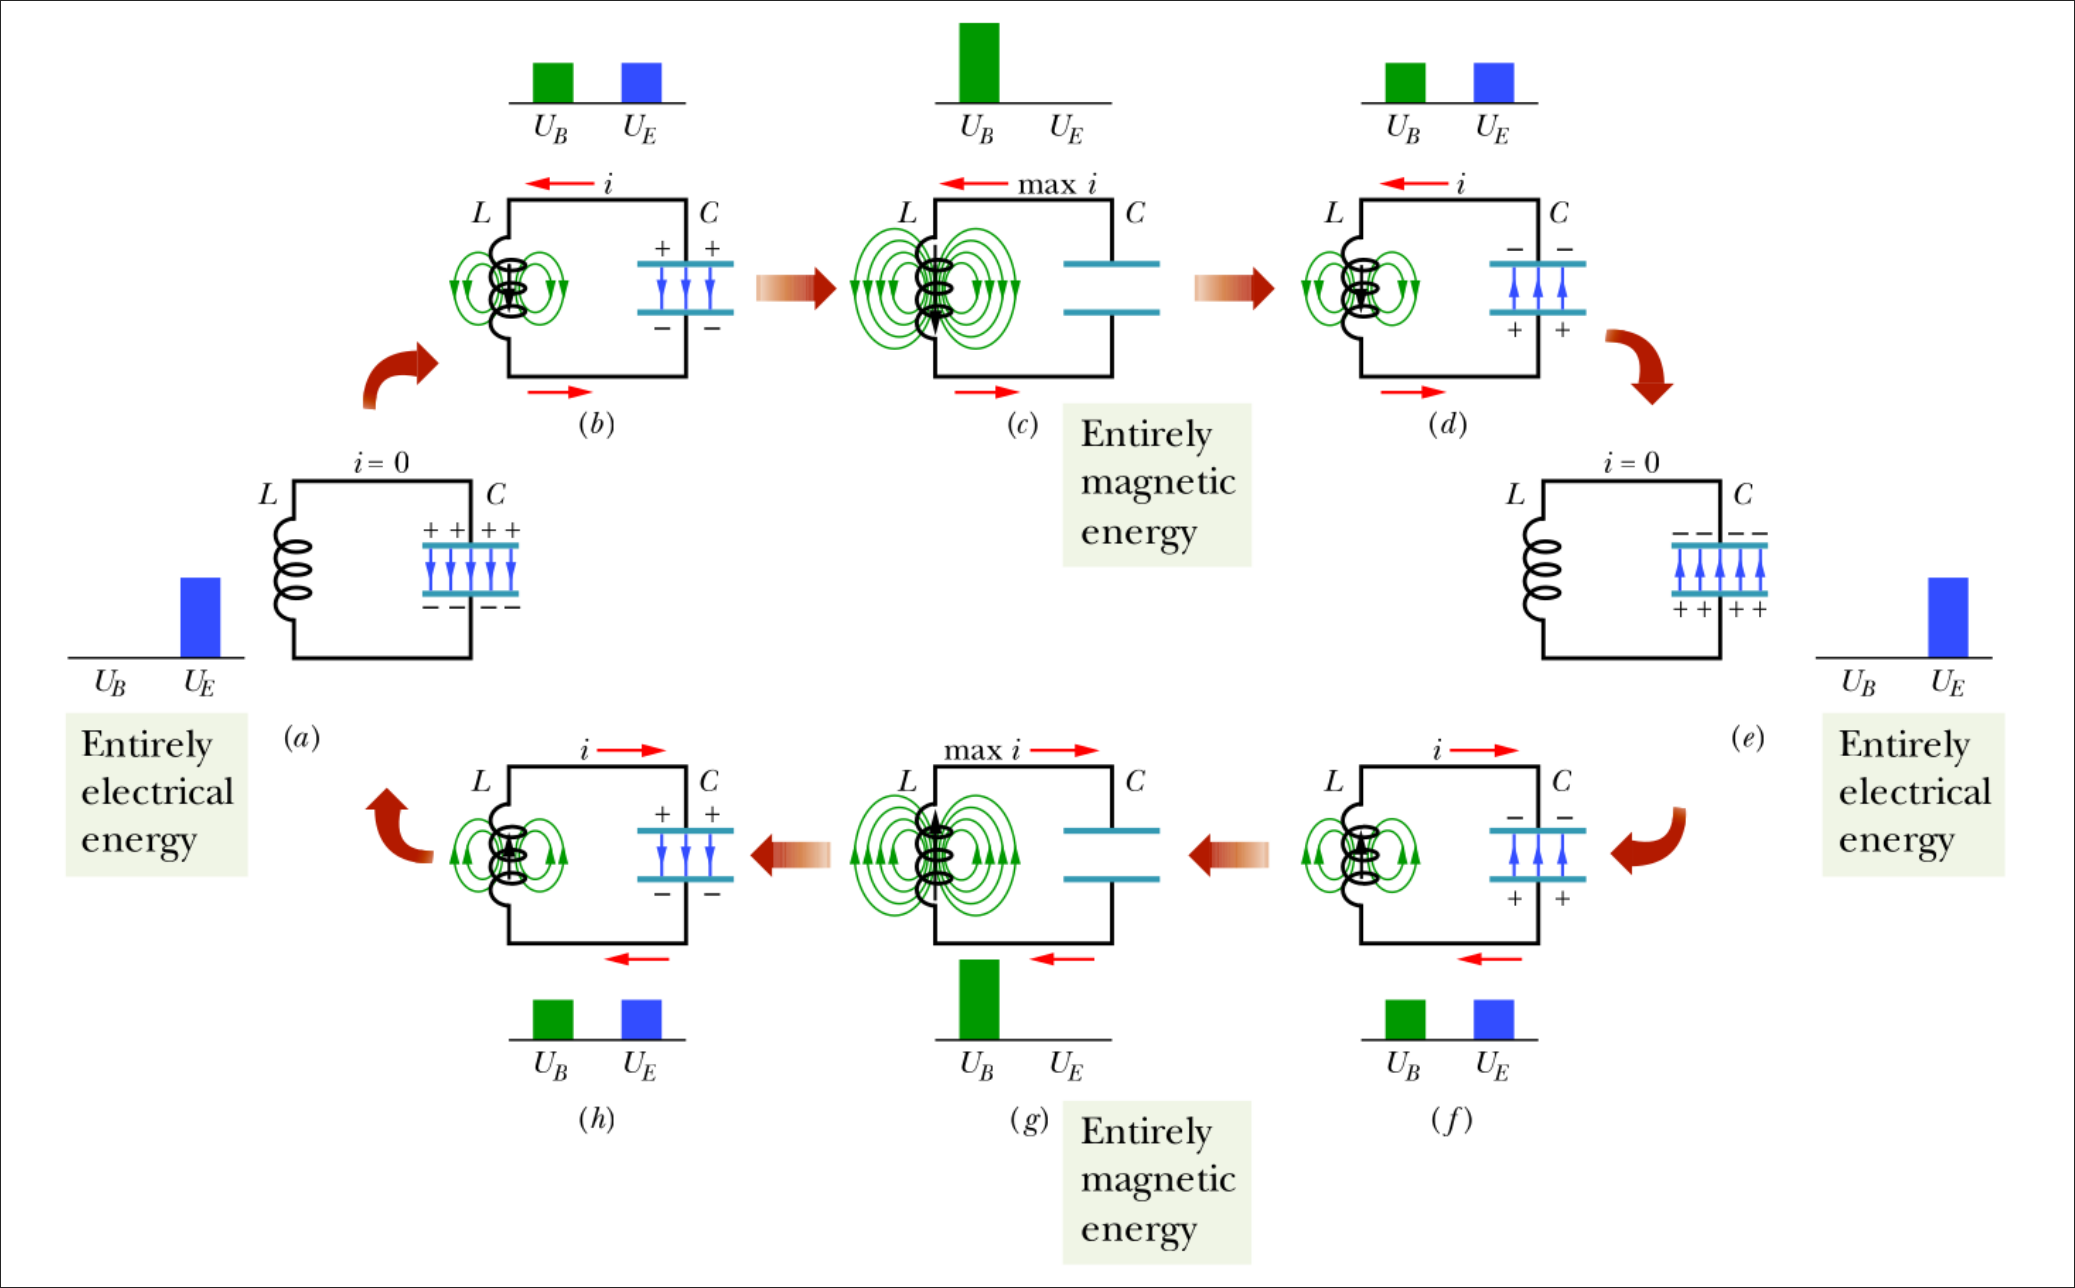 U_B U_E
U_B U_E
U_B U_E
i
max i
i
L C
L C
L C
+ +
− −
− −
+ +
(b)
(c)
(d)
Entirely
magnetic
energy
i = 0
L C
+ + + +
− − − −
U_B U_E
(a)
Entirely
electrical
energy
i = 0
L C
− − − −
+ + + +
U_B U_E
(e)
Entirely
electrical
energy
i
max i
i
L C
L C
L C
+ +
− −
− −
+ +
U_B U_E
U_B U_E
U_B U_E
(h)
(g)
(f)
Entirely
magnetic
energy